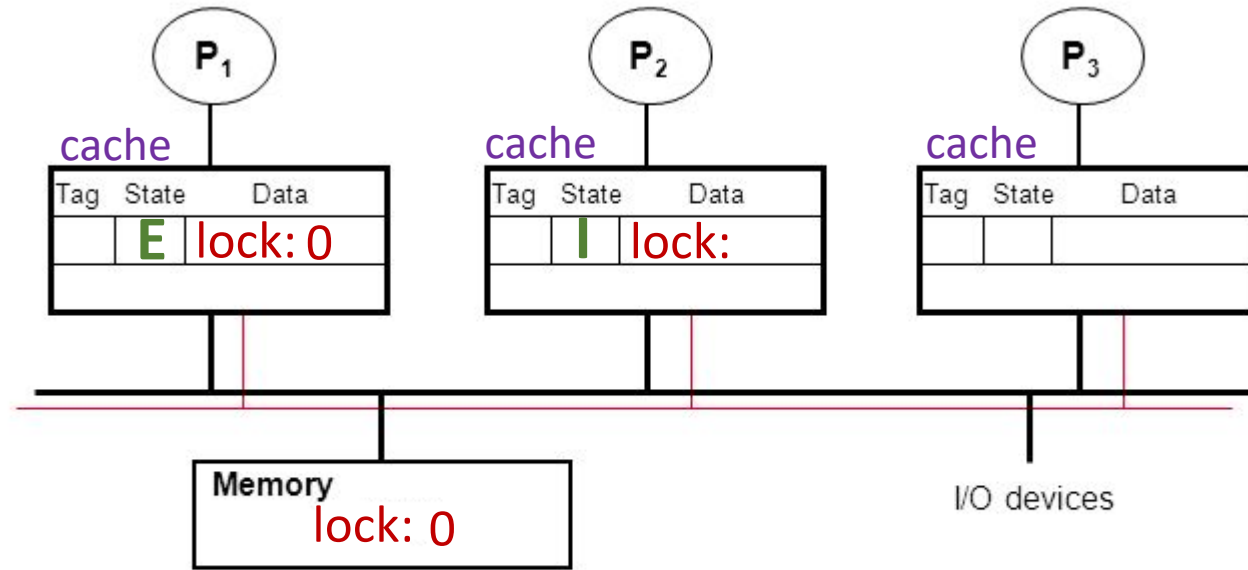 P1 P2 P3
cache cache cache
Tag State Data Tag State Data Tag State Data
E lock: 0 I lock:
Memory
lock: 0
I/O devices